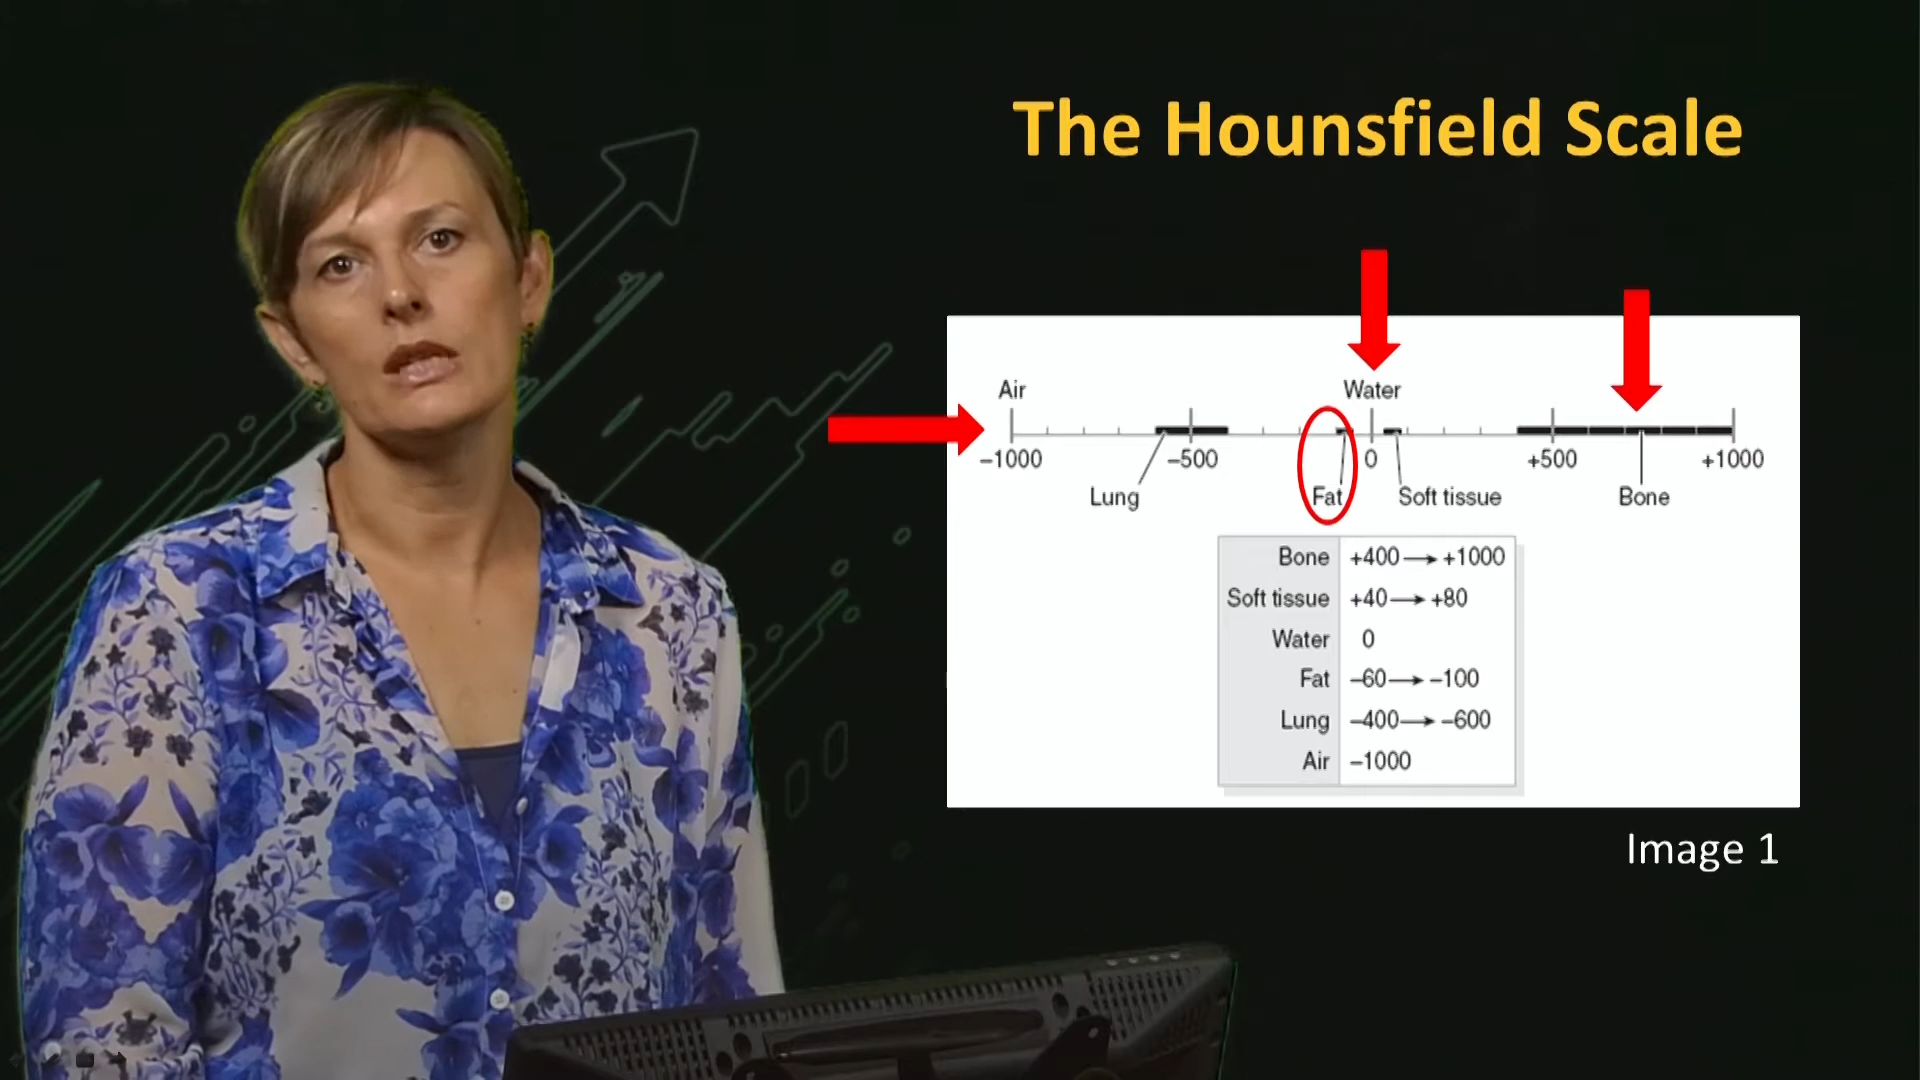 The Hounsfield Scale
Air Water
–1000 –500 0 +500 +1000
Lung Fat Soft tissue Bone
Bone +400 → +1000
Soft tissue +40 → +80
Water 0
Fat –60 → –100
Lung –400 → –600
Air –1000
Image 1